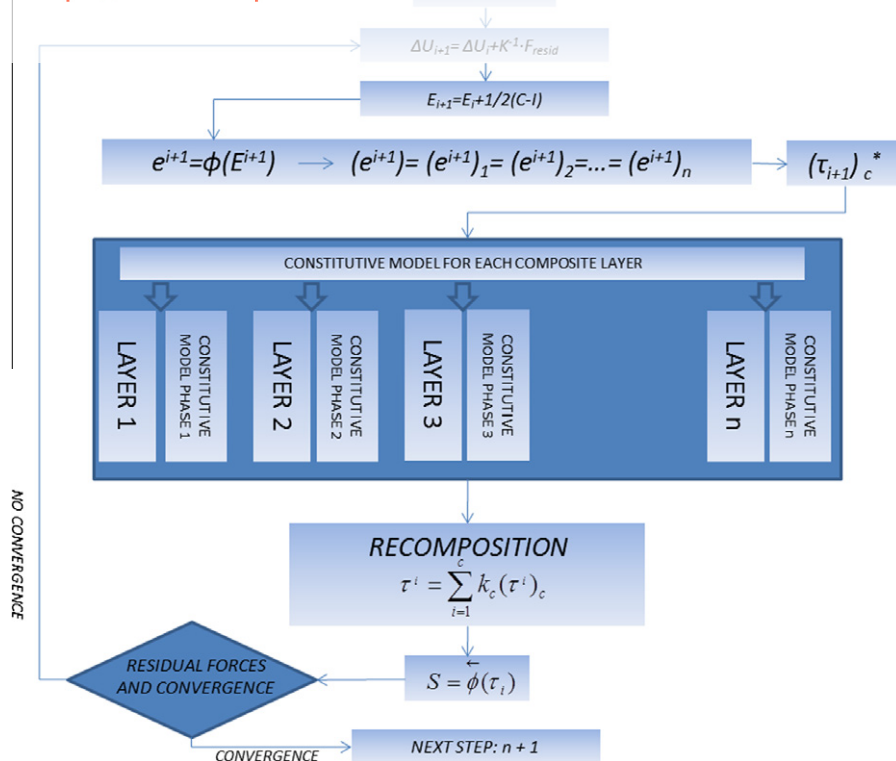 ΔU_{i+1}= ΔU_i+K^{-1}·F_{resid}
E_{i+1}=E_i+1/2(C-I)
e^{i+1}=ϕ(E^{i+1}) → (e^{i+1})= (e^{i+1})_1= (e^{i+1})_2=...= (e^{i+1})_n
(τ_{i+1})_c^*
CONSTITUTIVE MODEL FOR EACH COMPOSITE LAYER
LAYER 1
CONSTITUTIVE
MODEL PHASE 1
LAYER 2
CONSTITUTIVE
MODEL PHASE 2
LAYER 3
CONSTITUTIVE
MODEL PHASE 3
LAYER n
CONSTITUTIVE
MODEL PHASE n
NO CONVERGENCE
RECOMPOSITION
τ^i = \sum_{i=1}^{c} k_c(τ^i)_c
RESIDUAL FORCES
AND CONVERGENCE
S = \overleftarrow{ϕ}(τ_i)
CONVERGENCE
NEXT STEP: n + 1